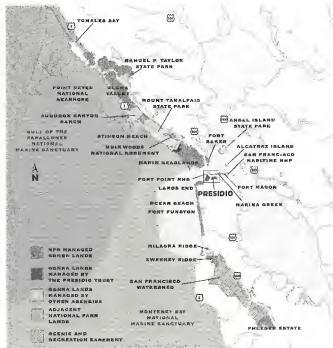 TOMALES BAY
SAMUEL P. TAYLOR
STATE PARK
POINT REYES
NATIONAL
SEASHORE
OLEMA
VALLEY
MOUNT TAMALPAIS
STATE PARK
AUDUBON CANYON
RANCH
ANGEL ISLAND
STATE PARK
STINSON BEACH
FORT
BAKER
GULF OF THE
FARALLONES
NATIONAL
MARINE SANCTUARY
MUIR WOODS
NATIONAL MONUMENT
ALCATRAZ ISLAND
SAN FRANCISCO
MARITIME NHP
MARIN HEADLANDS
N
FORT POINT NHS
LANDS END
FORT MASON
PRESIDIO
MARINA GREEN
OCEAN BEACH
FORT FUNSTON
MILAGRA RIDGE
SWEENEY RIDGE
NPS MANAGED
GGNRA LANDS
GGNRA LANDS
MANAGED BY
THE PRESIDIO TRUST
SAN FRANCISCO
WATERSHED
GGNRA LANDS
MANAGED BY
OTHER AGENCIES
ADJACENT
NATIONAL PARK
LANDS
MONTEREY BAY
NATIONAL
MARINE SANCTUARY
SCENIC AND
RECREATION EASEMENT
PHLEGER ESTATE